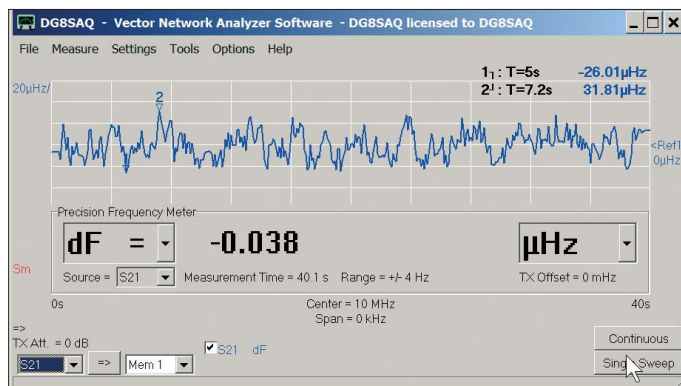 DG8SAQ - Vector Network Analyzer Software - DG8SAQ licensed to DG8SAQ
File Measure Settings Tools Options Help
1 : T=5s -26.01µHz
2 : T=7.2s 31.81µHz
20µHz/
2
<Ref1
0µHz
Precision Frequency Meter
dF = -0.038 µHz
Source = S21 Measurement Time = 40.1 s Range = +/- 4 Hz TX Offset = 0 mHz
Sm
0s Center = 10 MHz 40s
Span = 0 kHz
=>
TX Att. = 0 dB
S21 dF
Continuous
S21 => Mem 1
Single Sweep